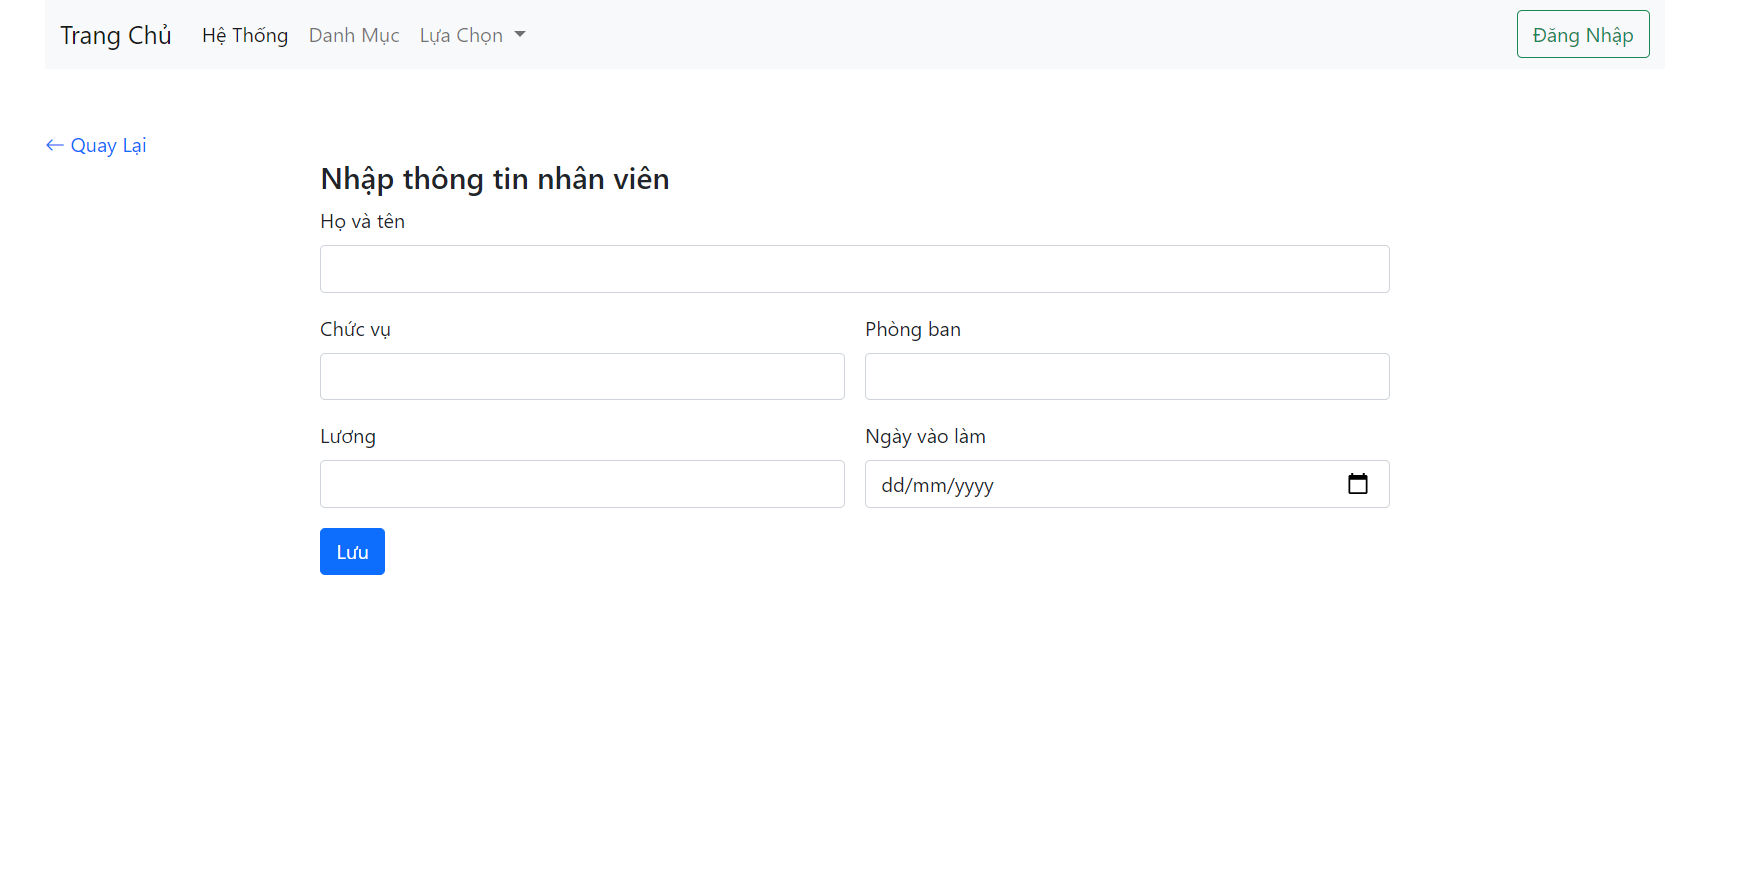 Trang Chủ Hệ Thống Danh Mục Lựa Chọn Đăng Nhập
← Quay Lại
Nhập thông tin nhân viên
Họ và tên
Chức vụ Phòng ban
Lương Ngày vào làm
dd/mm/yyyy
Lưu